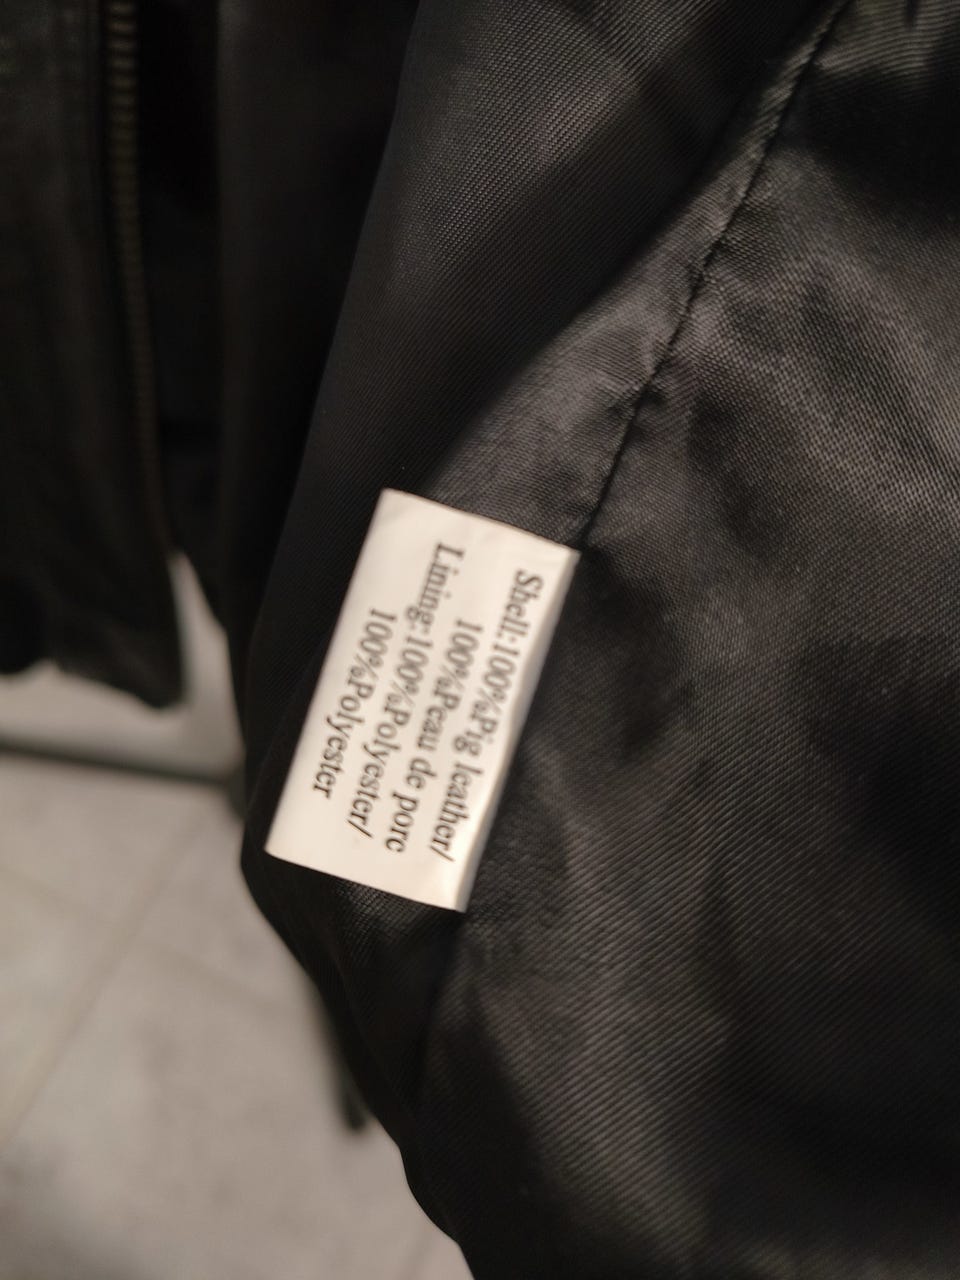 Shell:100%Pig leather/
100%Peau de porc
Lining:100%Polyester/
100%Polyester